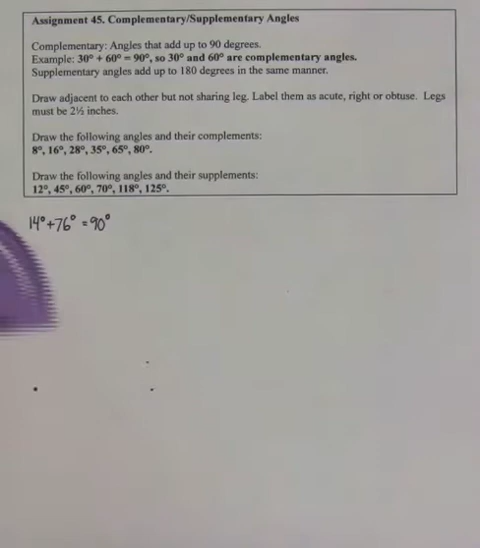 Assignment 45. Complementary/Supplementary Angles
Complementary: Angles that add up to 90 degrees.
Example: 30° + 60° = 90°, so 30° and 60° are complementary angles.
Supplementary angles add up to 180 degrees in the same manner.
Draw adjacent to each other but not sharing leg. Label them as acute, right or obtuse. Legs
must be 2½ inches.
Draw the following angles and their complements:
8°, 16°, 28°, 35°, 65°, 80°.
Draw the following angles and their supplements:
12°, 45°, 60°, 70°, 118°, 125°.
14°+76° = 90°